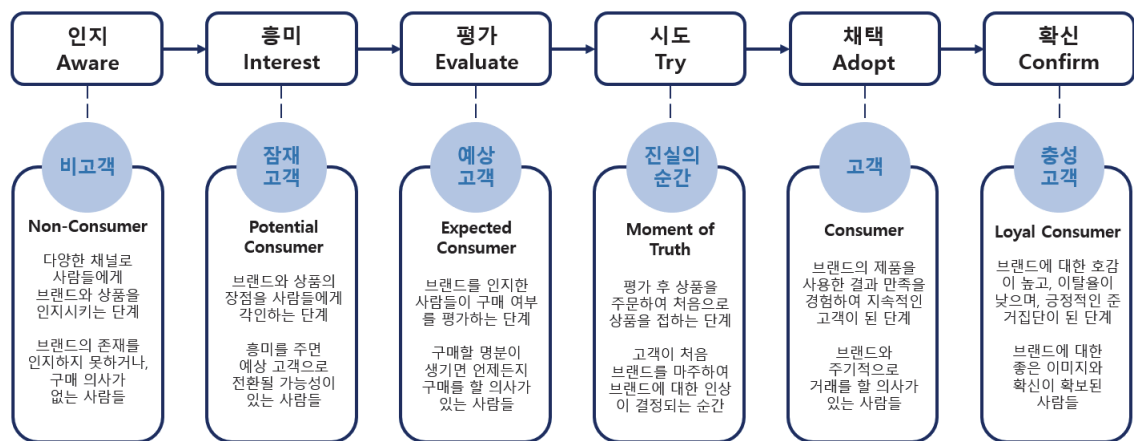 인지
Aware
흥미
Interest
평가
Evaluate
시도
Try
채택
Adopt
확신
Confirm
비고객
Non-Consumer
다양한 채널로
사람들에게
브랜드와 상품을
인지시키는 단계
브랜드의 존재를
인지하지 못하거나,
구매 의사가
없는 사람들
잠재
고객
Potential
Consumer
브랜드와 상품의
장점을 사람들에게
각인하는 단계
흥미를 주면
예상 고객으로
전환될 가능성이
있는 사람들
예상
고객
Expected
Consumer
브랜드를 인지한
사람들이 구매 여부
를 평가하는 단계
구매할 명분이
생기면 언제든지
구매를 할 의사가
있는 사람들
진실의
순간
Moment of
Truth
평가 후 상품을
주문하여 처음으로
상품을 접하는 단계
고객이 처음
브랜드를 마주하여
브랜드에 대한 인상
이 결정되는 순간
고객
Consumer
브랜드의 제품을
사용한 결과 만족을
경험하여 지속적인
고객이 된 단계
브랜드와
주기적으로
거래를 할 의사가
있는 사람들
충성
고객
Loyal Consumer
브랜드에 대한 호감
이 높고, 이탈율이
낮으며, 긍정적인 준
거집단이 된 단계
브랜드에 대한
좋은 이미지와
확신이 확보된
사람들